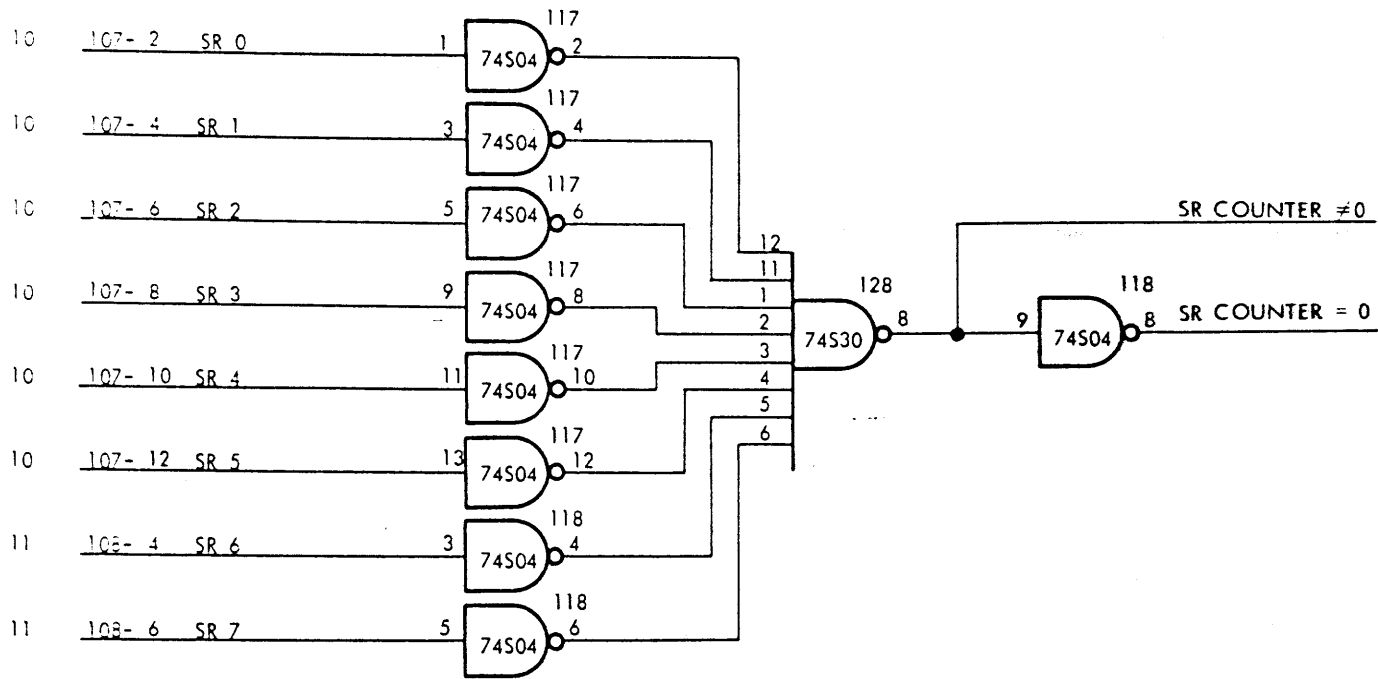 117
10 107- 2 SR 0 1 74S04 2
117
10 107- 4 SR 1 3 74S04 4
117
10 107- 6 SR 2 5 74S04 6
SR COUNTER ≠0
12
11
117
10 107- 8 SR 3 9 74S04 8
1
128
118
2
74S30 8 9 74S04 8 SR COUNTER = 0
3
117
10 107- 10 SR 4 11 74S04 10
4
5
6
117
10 107- 12 SR 5 13 74S04 12
118
11 108- 4 SR 6 3 74S04 4
118
11 108- 6 SR 7 5 74S04 6